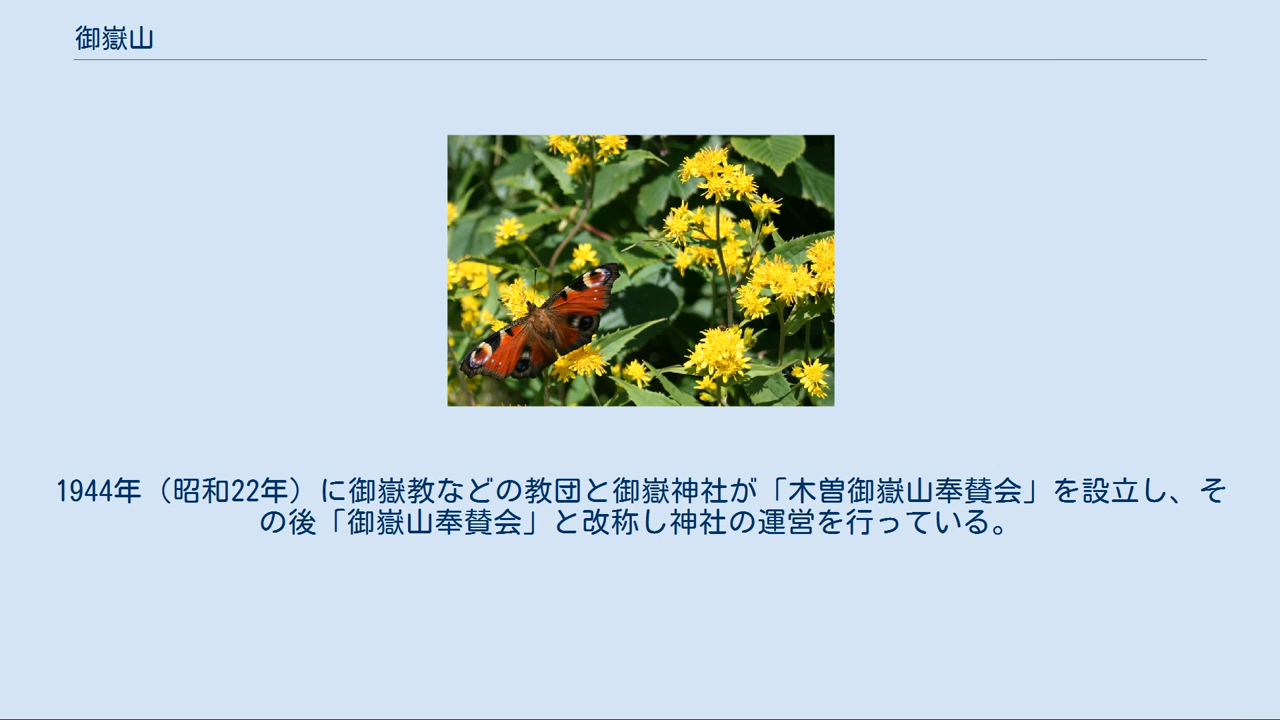 御嶽山
1944年（昭和22年）に御嶽教などの教団と御嶽神社が「木曽御嶽山奉賛会」を設立し、そ
の後「御嶽山奉賛会」と改称し神社の運営を行っている。